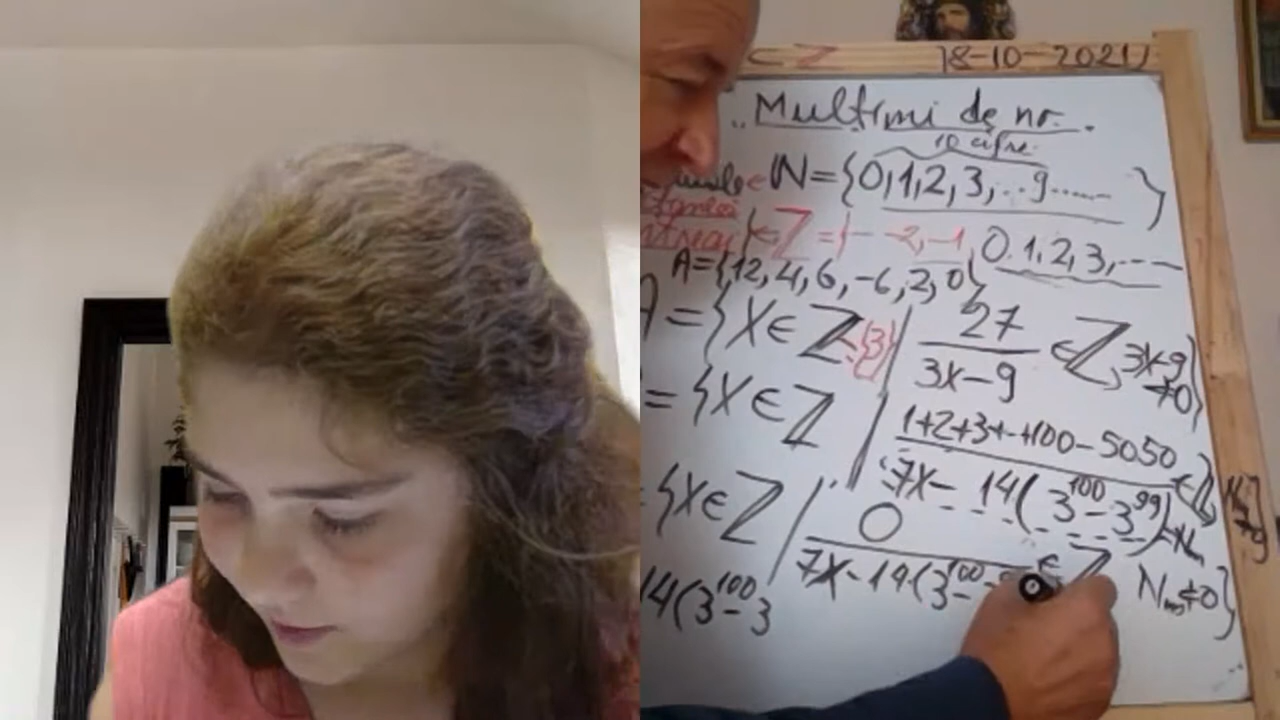 ⊂ Z 18-10-2021
Multimi de nr.
10 cifre
∈ N={0,1,2,3,..9......}
∈ Z={-- -2,-1, 0.1,2,3,----
A={,12,4,6,-6,2,0}
A={X∈Z-{3} / 27/(3X-9) ∈ Z, 3X-9 ≠0}
={X∈Z / (1+2+3+-+100-5050)/(7X-14(3^100-3^99)) ∈ Z,
={X∈Z / 0/(7X-14(3^100- ∈ Z N ≠0}
14(3^100-3